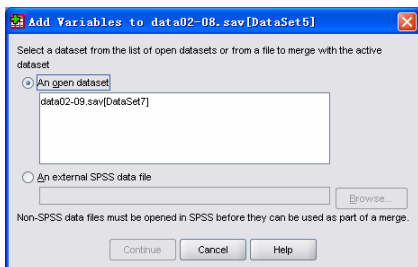 Add Variables to data02-08.sav[DataSet5]
Select a dataset from the list of open datasets or from a file to merge with the active
dataset
An open dataset
data02-09.sav[DataSet7]
An external SPSS data file
Browse...
Non-SPSS data files must be opened in SPSS before they can be used as part of a merge.
Continue Cancel Help